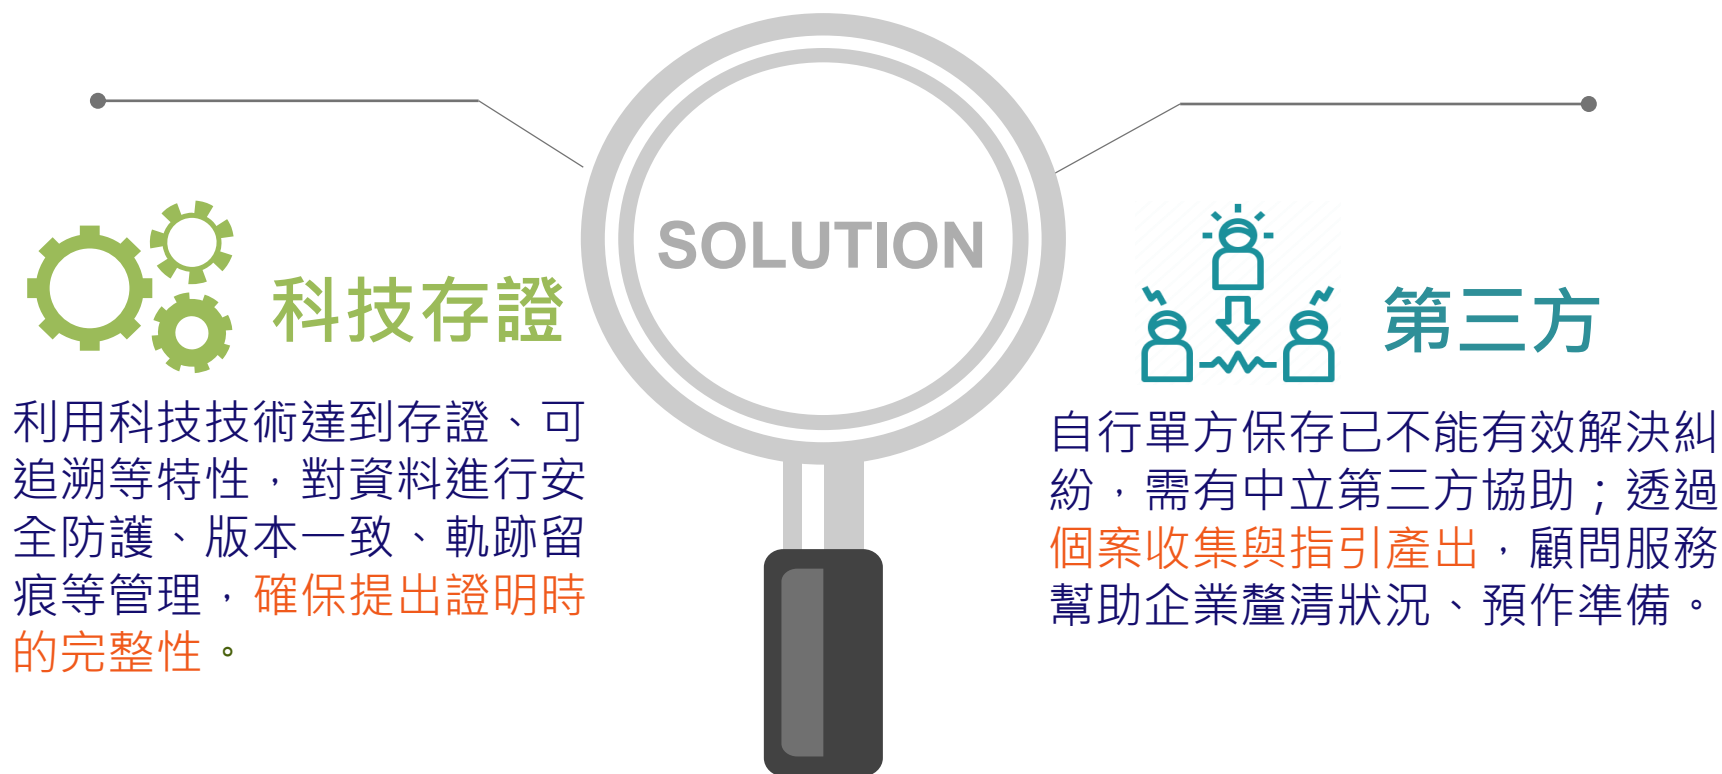 SOLUTION
科技存證
利用科技技術達到存證、可
追溯等特性，對資料進行安
全防護、版本一致、軌跡留
痕等管理，確保提出證明時
的完整性。
第三方
自行單方保存已不能有效解決糾
紛，需有中立第三方協助；透過
個案收集與指引產出，顧問服務
幫助企業釐清狀況、預作準備。